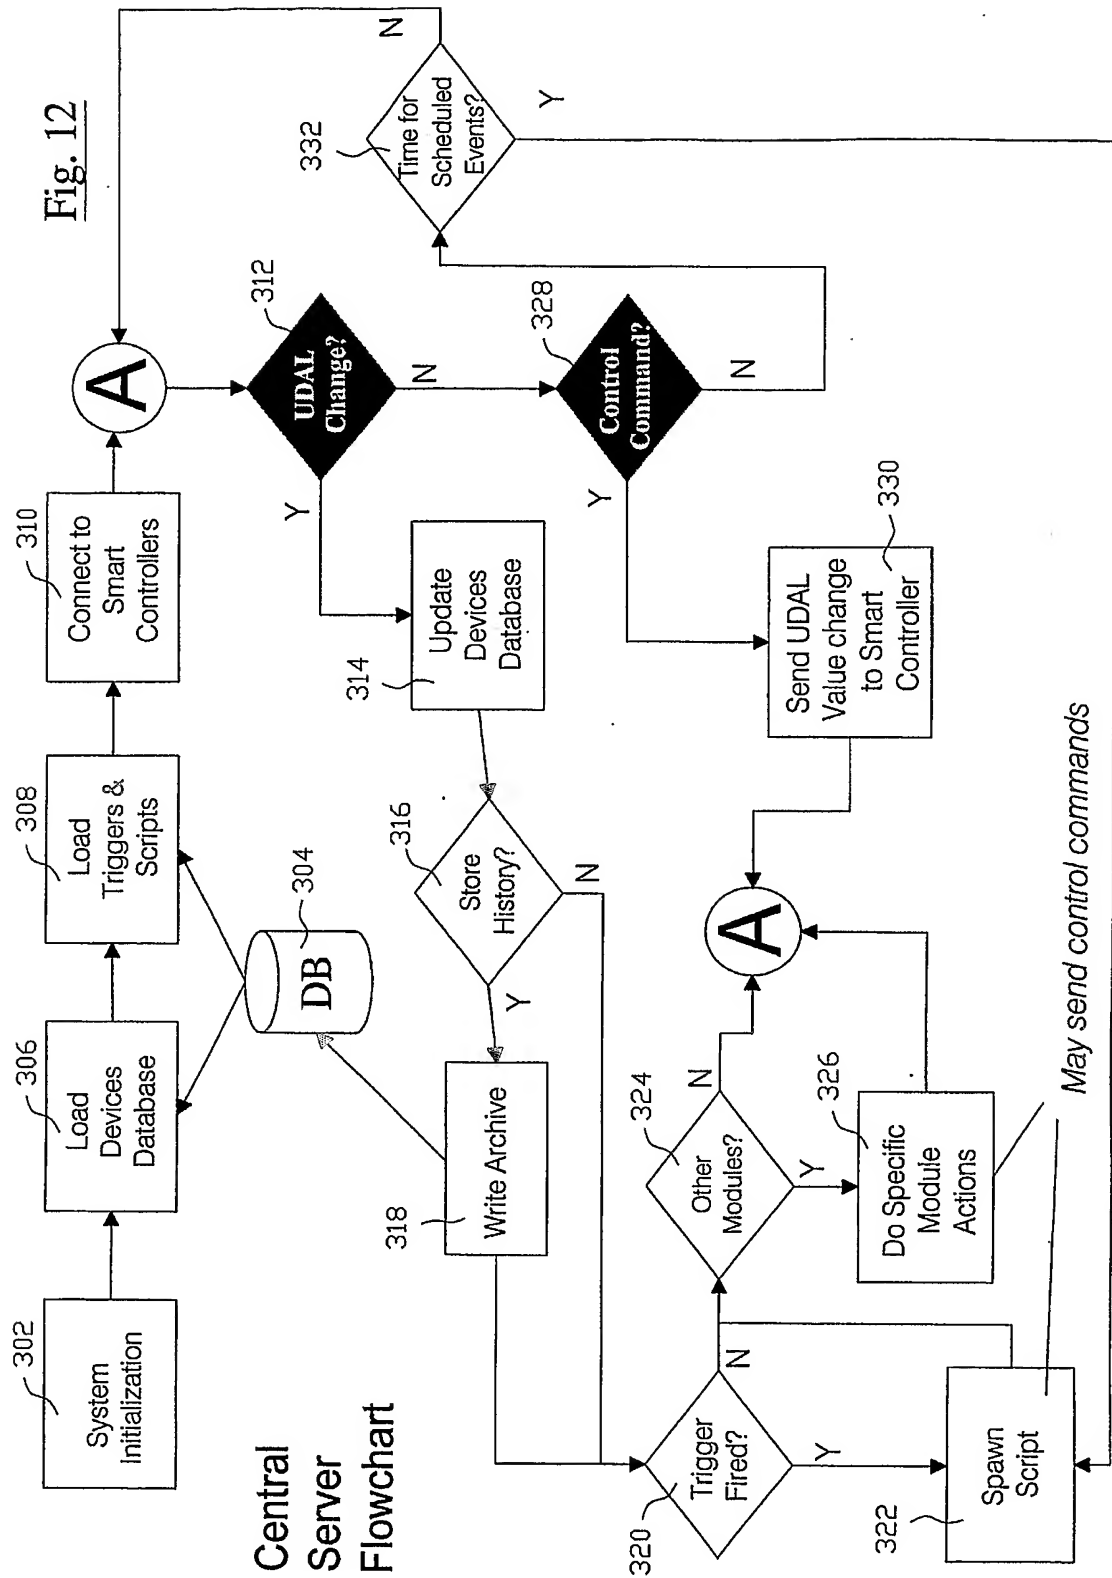 Fig. 12
Central
Server
Flowchart
302
System
Initialization
306
Load
Devices
Database
308
Load
Triggers &
Scripts
310
Connect to
Smart
Controllers
A
304
DB
312
UDAL
Change?
Y
N
314
Update
Devices
Database
316
Store
History?
Y
N
318
Write Archive
320
Trigger
Fired?
Y
N
322
Spawn
Script
324
Other
Modules?
Y
N
326
Do Specific
Module
Actions
A
May send control commands
328
Control
Command?
Y
N
330
Send UDAL
Value change
to Smart
Controller
332
Time for
Scheduled
Events?
N
Y